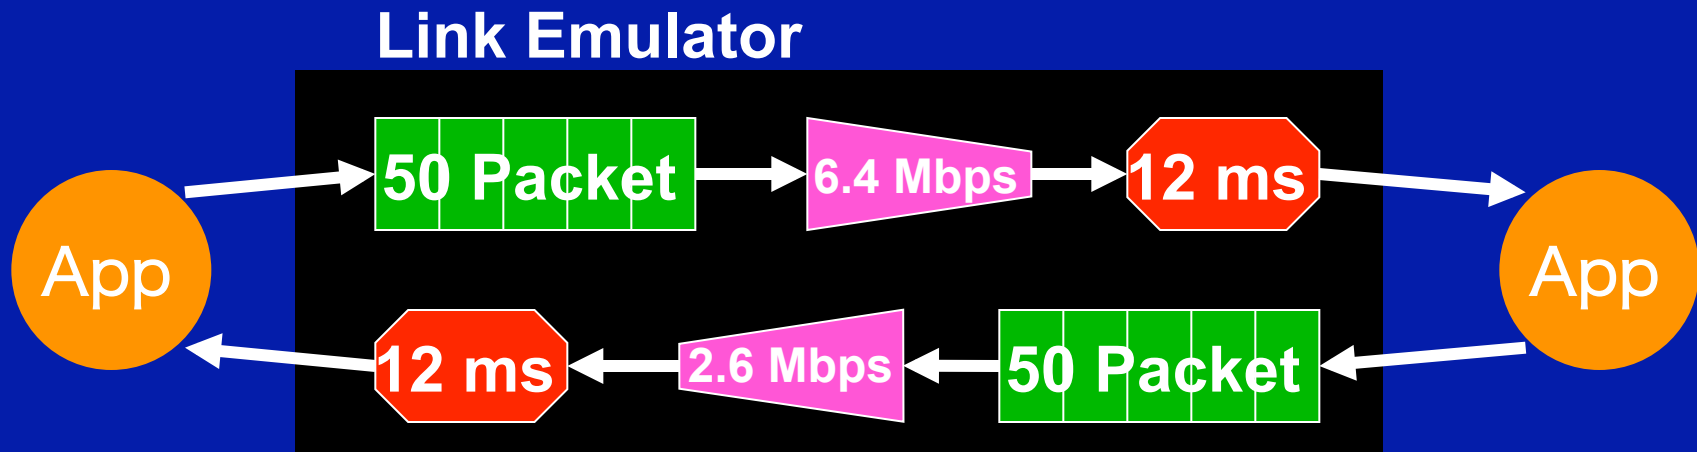 Link Emulator
50 Packet
6.4 Mbps
12 ms
App
App
12 ms
2.6 Mbps
50 Packet